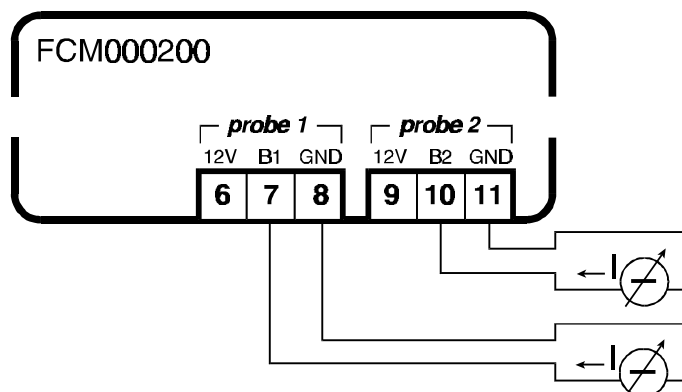 FCM000200
probe 1 probe 2
12V B1 GND 12V B2 GND
6 7 8 9 10 11
I
I